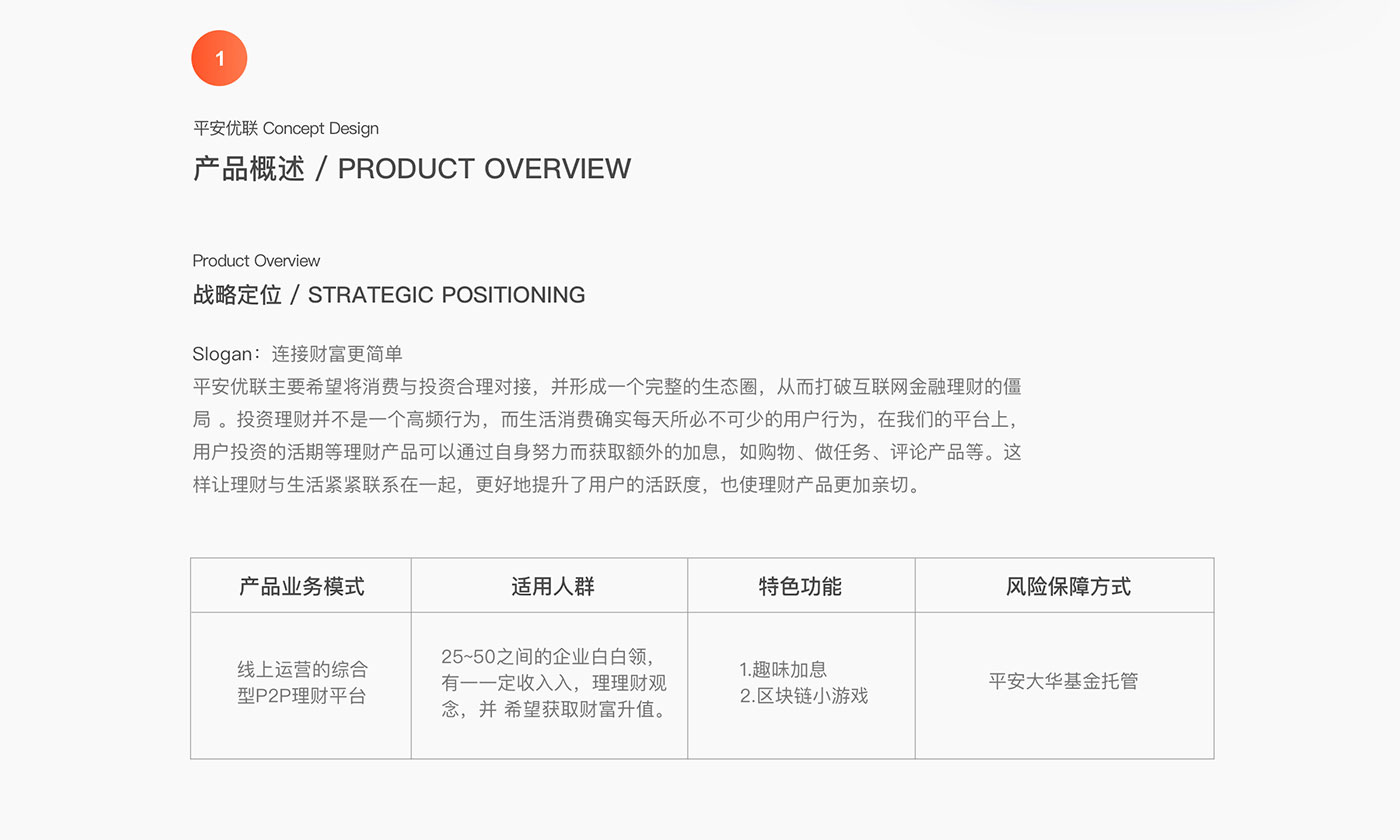 1
平安优联 Concept Design
产品概述 / PRODUCT OVERVIEW
Product Overview
战略定位 / STRATEGIC POSITIONING
Slogan：连接财富更简单
平安优联主要希望将消费与投资合理对接，并形成一个完整的生态圈，从而打破互联网金融理财的僵
局 。投资理财并不是一个高频行为，而生活消费确实每天所必不可少的用户行为，在我们的平台上，
用户投资的活期等理财产品可以通过自身努力而获取额外的加息，如购物、做任务、评论产品等。这
样让理财与生活紧紧联系在一起，更好地提升了用户的活跃度，也使理财产品更加亲切。
产品业务模式 适用人群 特色功能 风险保障方式
线上运营的综合
型P2P理财平台
25~50之间的企业白白领，
有一一定收入入，理理财观
念，并 希望获取财富升值。
1.趣味加息
2.区块链小游戏
平安大华基金托管